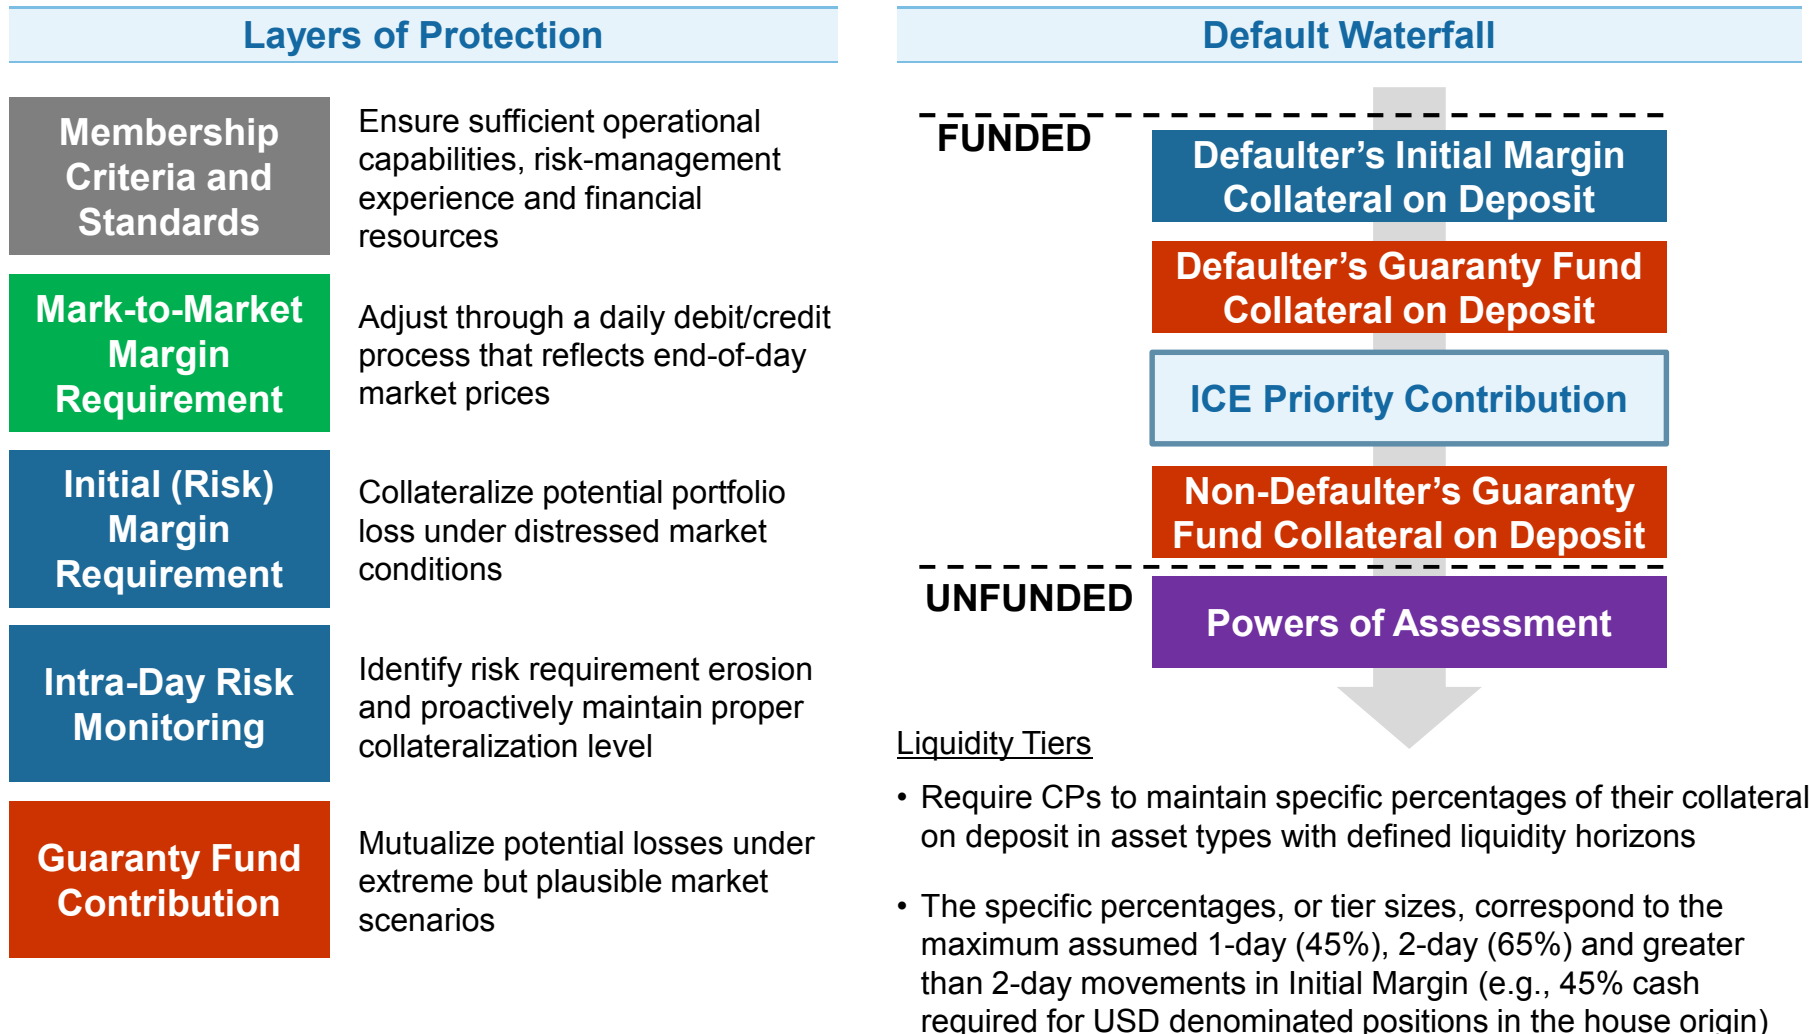 Layers of Protection
Membership
Criteria and
Standards
Ensure sufficient operational
capabilities, risk-management
experience and financial
resources
Mark-to-Market
Margin
Requirement
Adjust through a daily debit/credit
process that reflects end-of-day
market prices
Initial (Risk)
Margin
Requirement
Collateralize potential portfolio
loss under distressed market
conditions
Intra-Day Risk
Monitoring
Identify risk requirement erosion
and proactively maintain proper
collateralization level
Guaranty Fund
Contribution
Mutualize potential losses under
extreme but plausible market
scenarios
Default Waterfall
FUNDED
Defaulter’s Initial Margin
Collateral on Deposit
Defaulter’s Guaranty Fund
Collateral on Deposit
ICE Priority Contribution
Non-Defaulter’s Guaranty
Fund Collateral on Deposit
UNFUNDED
Powers of Assessment
Liquidity Tiers
• Require CPs to maintain specific percentages of their collateral
on deposit in asset types with defined liquidity horizons
• The specific percentages, or tier sizes, correspond to the
maximum assumed 1-day (45%), 2-day (65%) and greater
than 2-day movements in Initial Margin (e.g., 45% cash
required for USD denominated positions in the house origin)